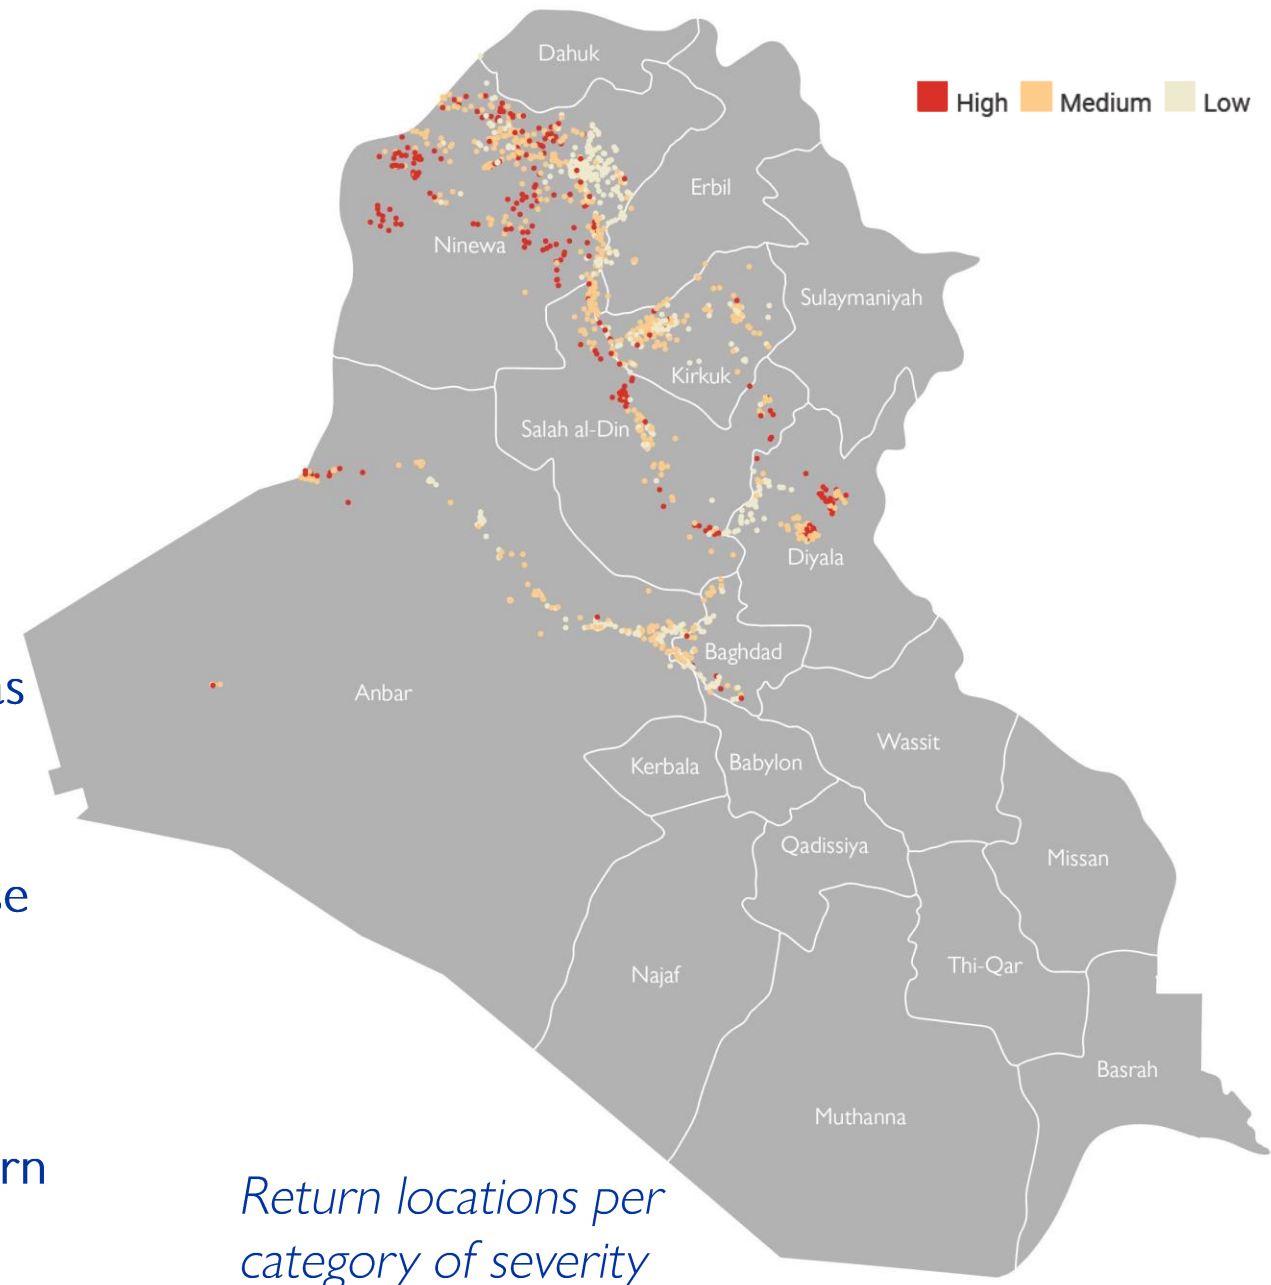 Dahuk
High Medium Low
Erbil
Ninewa
Sulaymaniyah
Kirkuk
Salah al-Din
Diyala
Baghdad
Anbar
Wassit
Kerbala
Babylon
Qadissiya
Missan
Najaf
Thi-Qar
Basrah
Muthanna
Return locations per
category of severity